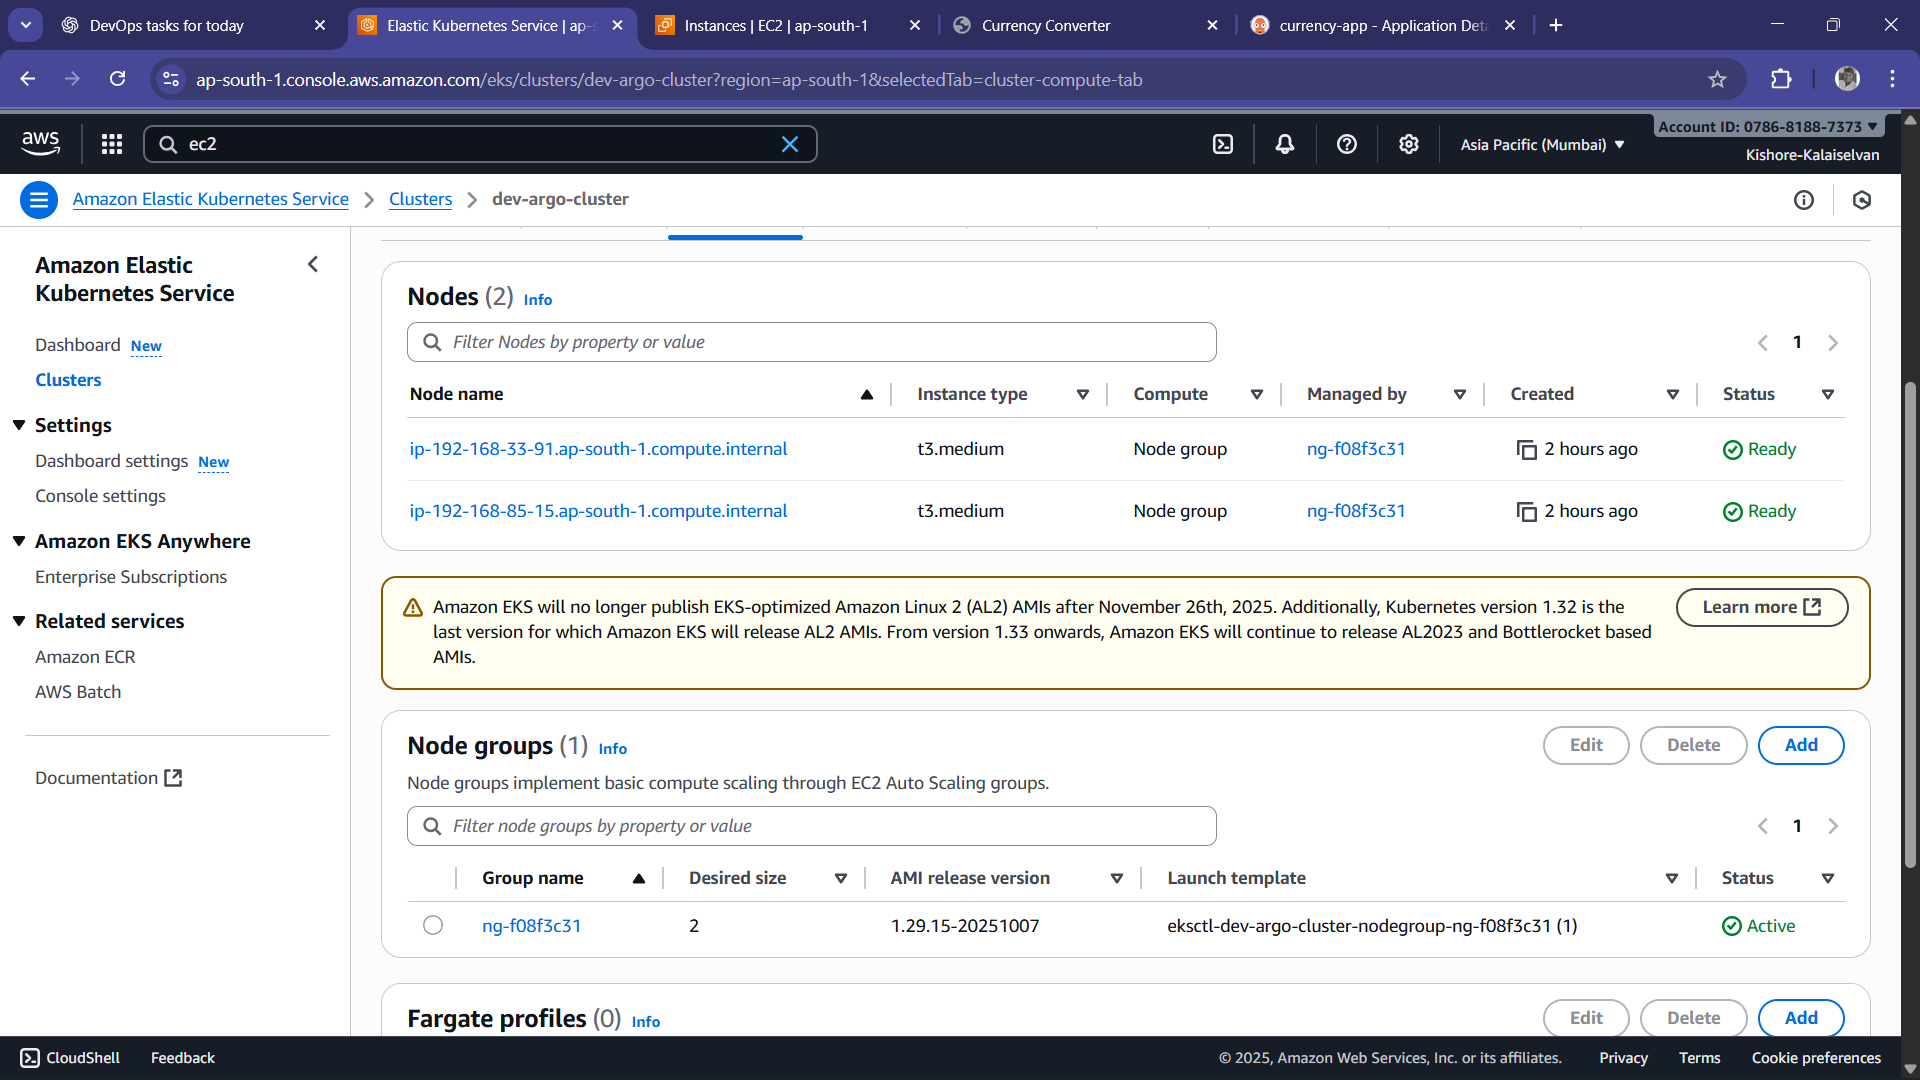 DevOps tasks for today
Elastic Kubernetes Service | ap-s
Instances | EC2 | ap-south-1
Currency Converter
currency-app - Application Deta
ap-south-1.console.aws.amazon.com/eks/clusters/dev-argo-cluster?region=ap-south-1&selectedTab=cluster-compute-tab
aws
ec2
Asia Pacific (Mumbai)
Account ID: 0786-8188-7373
Kishore-Kalaiselvan
Amazon Elastic Kubernetes Service
Clusters
dev-argo-cluster
Amazon Elastic
Kubernetes Service
Dashboard New
Clusters
Settings
Dashboard settings New
Console settings
Amazon EKS Anywhere
Enterprise Subscriptions
Related services
Amazon ECR
AWS Batch
Documentation
Nodes (2) Info
Filter Nodes by property or value
1
Node name Instance type Compute Managed by Created Status
ip-192-168-33-91.ap-south-1.compute.internal t3.medium Node group ng-f08f3c31 2 hours ago Ready
ip-192-168-85-15.ap-south-1.compute.internal t3.medium Node group ng-f08f3c31 2 hours ago Ready
Amazon EKS will no longer publish EKS-optimized Amazon Linux 2 (AL2) AMIs after November 26th, 2025. Additionally, Kubernetes version 1.32 is the
last version for which Amazon EKS will release AL2 AMIs. From version 1.33 onwards, Amazon EKS will continue to release AL2023 and Bottlerocket based
AMIs.
Learn more
Node groups (1) Info
Edit Delete Add
Node groups implement basic compute scaling through EC2 Auto Scaling groups.
Filter node groups by property or value
1
Group name Desired size AMI release version Launch template Status
ng-f08f3c31 2 1.29.15-20251007 eksctl-dev-argo-cluster-nodegroup-ng-f08f3c31 (1) Active
Fargate profiles (0) Info
Edit Delete Add
CloudShell Feedback
© 2025, Amazon Web Services, Inc. or its affiliates. Privacy Terms Cookie preferences